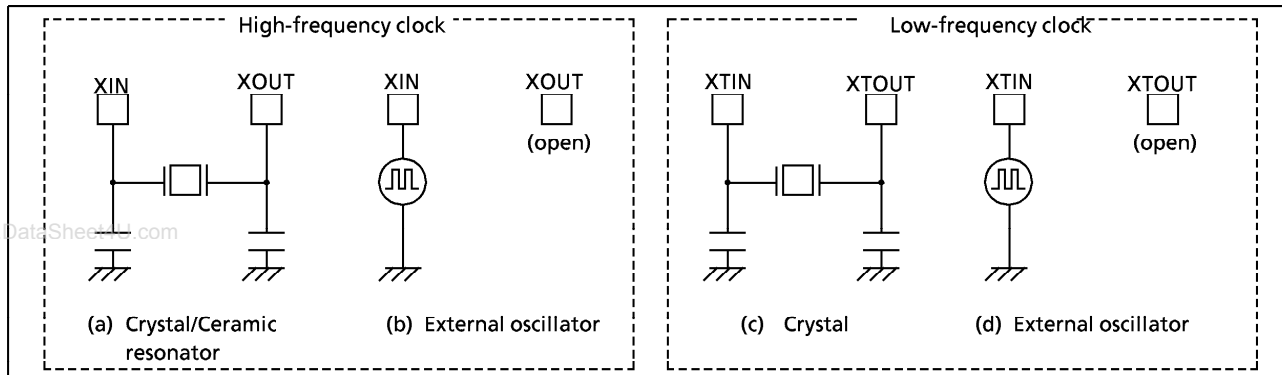 High-frequency clock
XIN
XOUT
XIN
XOUT
(open)
(a) Crystal/Ceramic
resonator
(b) External oscillator
Low-frequency clock
XTIN
XTOUT
XTIN
XTOUT
(open)
(c) Crystal
(d) External oscillator
DataSheet4U.com